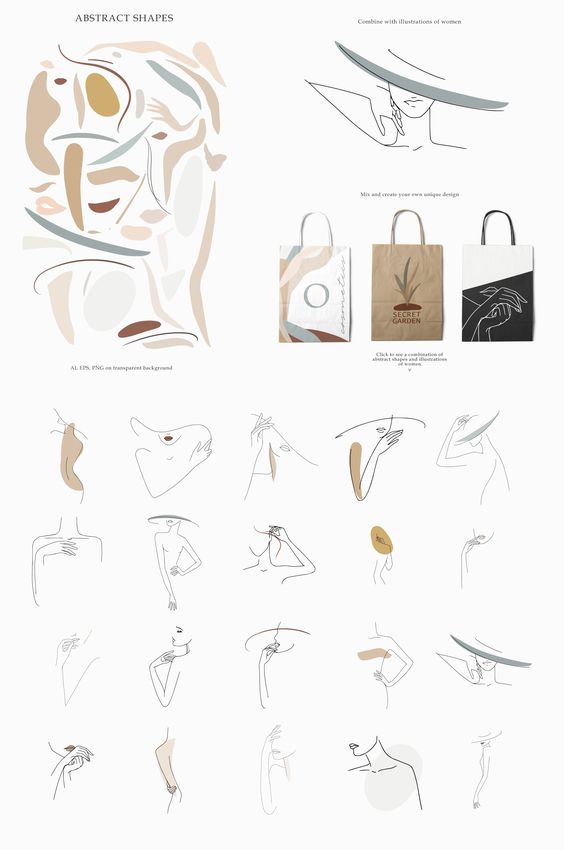 ABSTRACT SHAPES
Combine with illustrations of women
Mix and create your own unique design
cosmetics
SECRET
GARDEN
Click to see a combination of
abstract shapes and illustrations
of women.
v
AI, EPS, PNG on transparent background